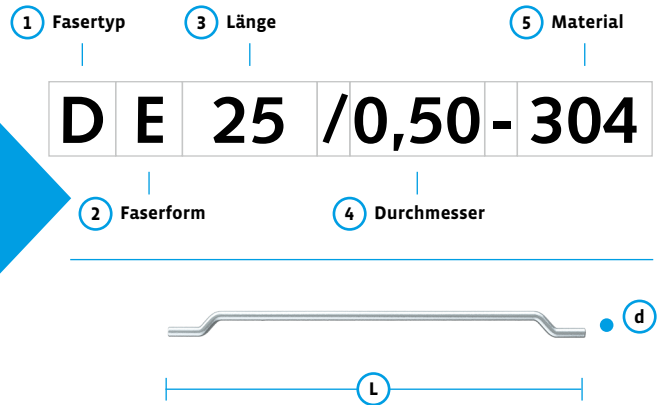 1 Fasertyp 3 Länge 5 Material
D E 25 /0,50- 304
2 Faserform 4 Durchmesser
d
L